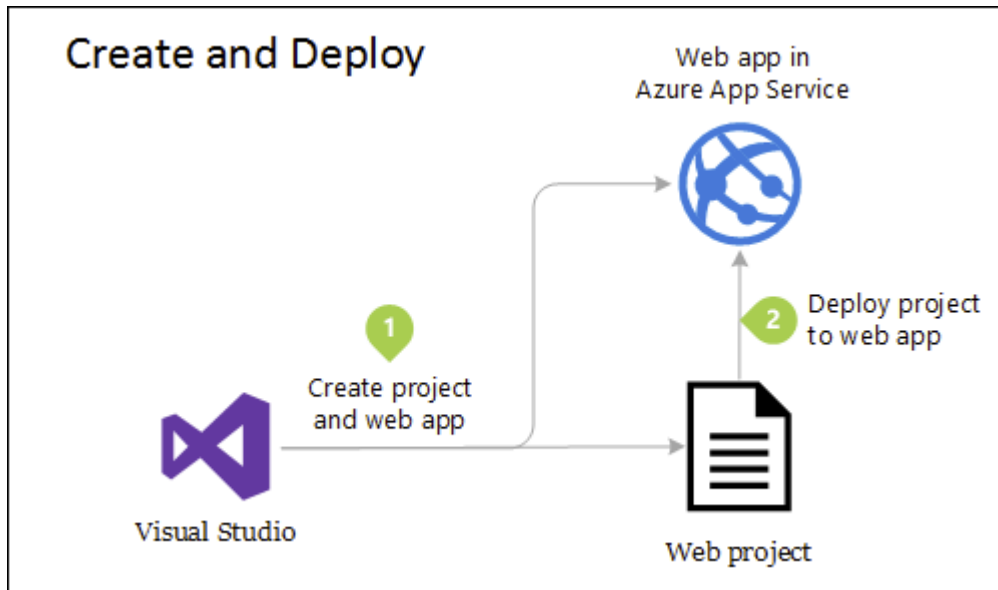 Create and Deploy
Web app in
Azure App Service
1
Create project
and web app
2
Deploy project
to web app
Visual Studio
Web project